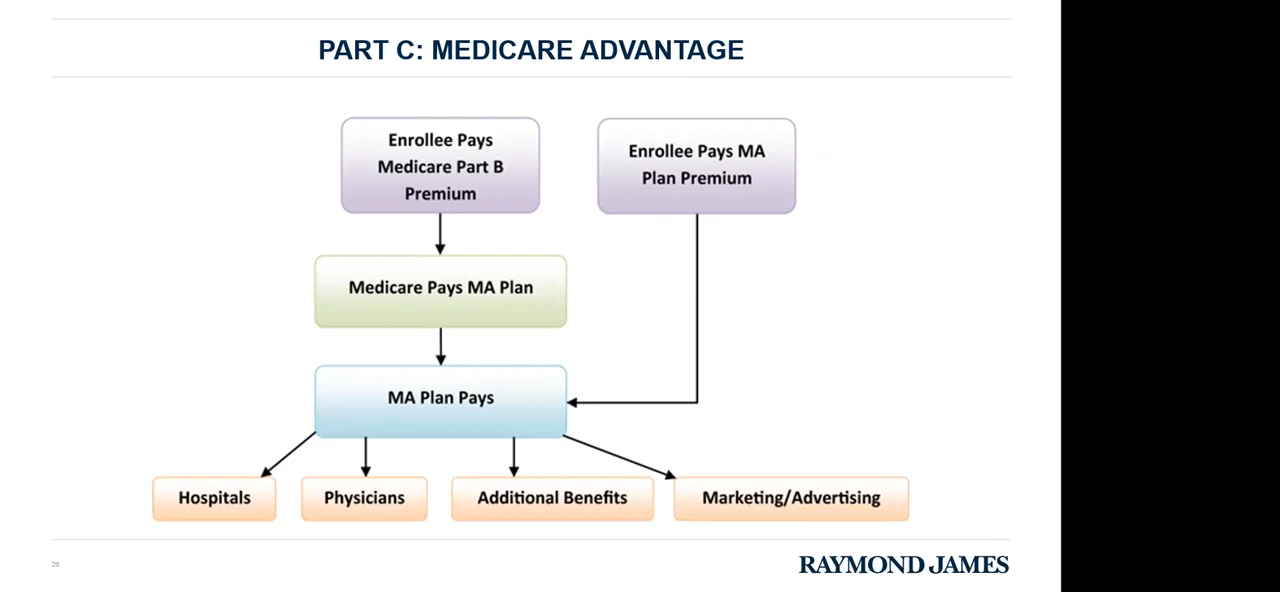 PART C: MEDICARE ADVANTAGE
Enrollee Pays
Medicare Part B
Premium
Enrollee Pays MA
Plan Premium
Medicare Pays MA Plan
MA Plan Pays
Hospitals
Physicians
Additional Benefits
Marketing/Advertising
26
RAYMOND JAMES